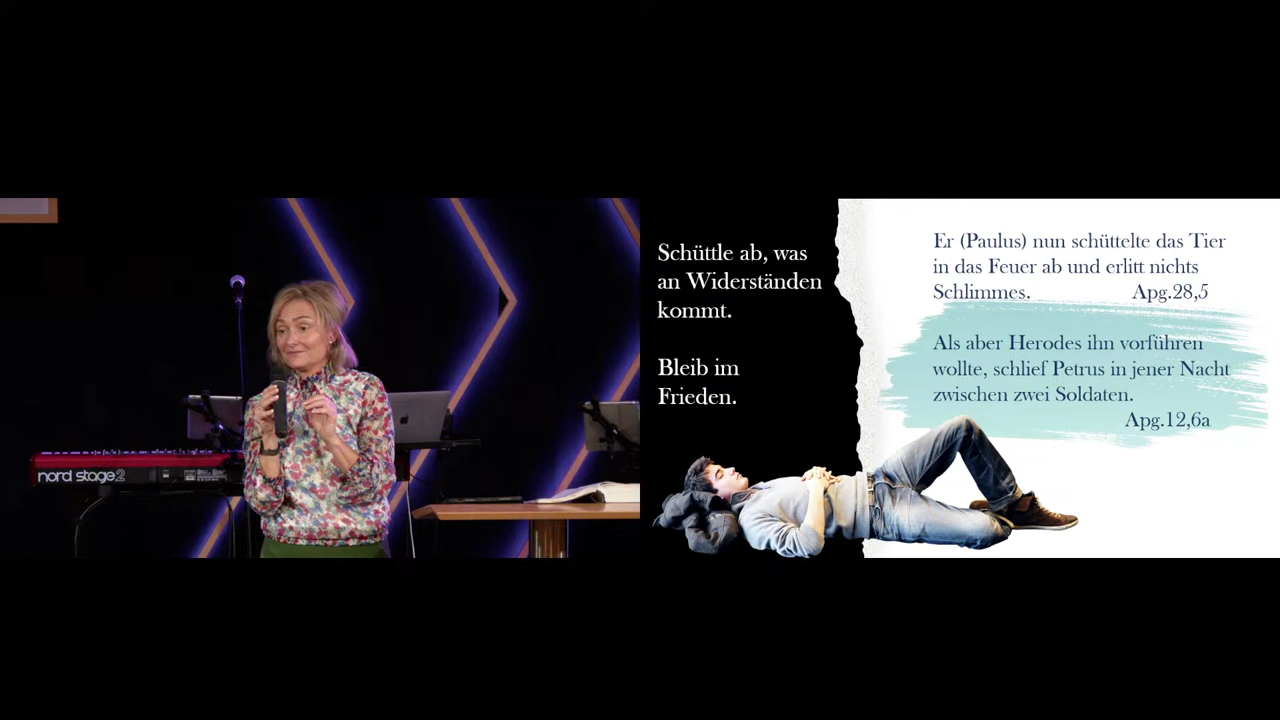 nord stage 2
Schüttle ab, was
an Widerständen
kommt.
Bleib im
Frieden.
Er (Paulus) nun schüttelte das Tier
in das Feuer ab und erlitt nichts
Schlimmes. Apg.28,5
Als aber Herodes ihn vorführen
wollte, schlief Petrus in jener Nacht
zwischen zwei Soldaten.
Apg.12,6a